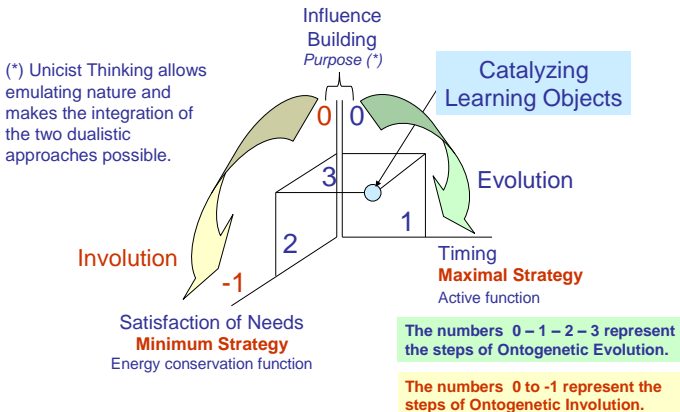 Influence
Building
Purpose (*)
(*) Unicist Thinking allows
emulating nature and
makes the integration of
the two dualistic
approaches possible.
Catalyzing
Learning Objects
0 0
3
Evolution
2
1
Involution
-1
Timing
Maximal Strategy
Active function
Satisfaction of Needs
Minimum Strategy
Energy conservation function
The numbers 0 – 1 – 2 – 3 represent
the steps of Ontogenetic Evolution.
The numbers 0 to -1 represent the
steps of Ontogenetic Involution.